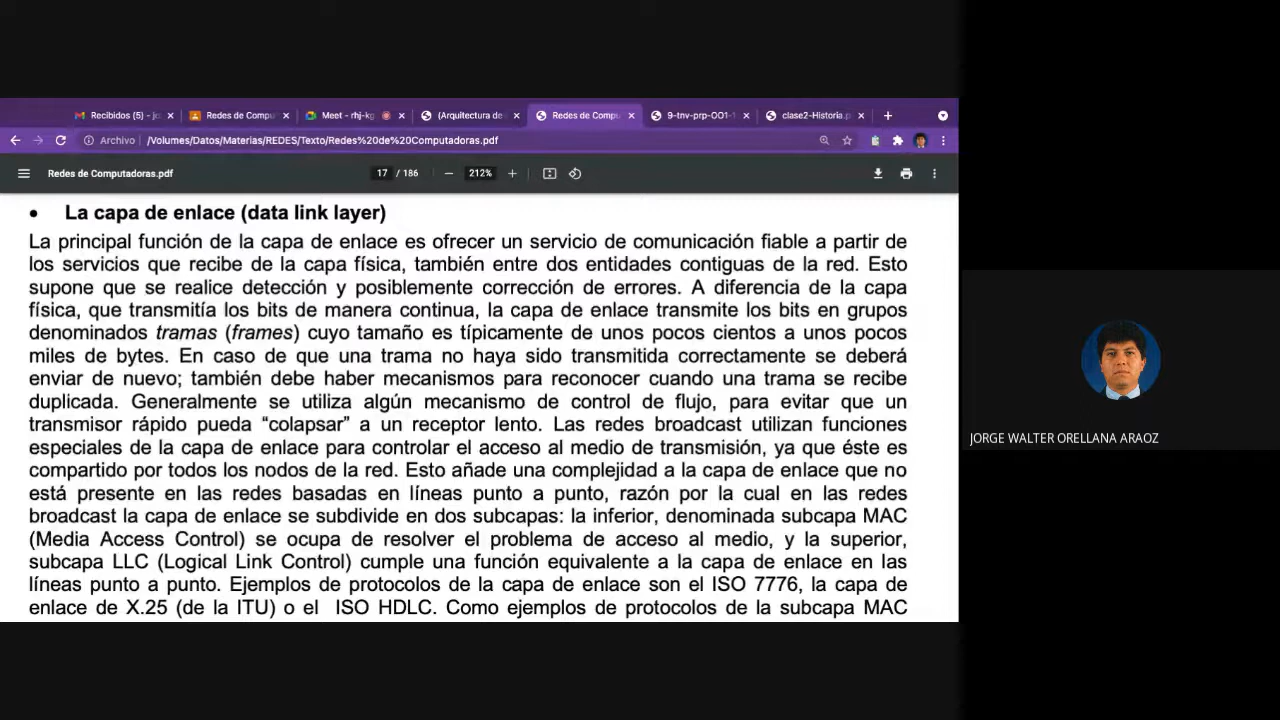 Recibidos (5) - jo
Redes de Compu
Meet - rhj-kg
(Arquitectura de
Redes de Compu
9-tnv-prp-OO1-1
clase2-Historia.p
Archivo /Volumes/Datos/Materias/REDES/Texto/Redes%20de%20Computadoras.pdf
Redes de Computadoras.pdf
17 / 186
212%
• La capa de enlace (data link layer)
La principal función de la capa de enlace es ofrecer un servicio de comunicación fiable a partir de
los servicios que recibe de la capa física, también entre dos entidades contiguas de la red. Esto
supone que se realice detección y posiblemente corrección de errores. A diferencia de la capa
física, que transmitía los bits de manera continua, la capa de enlace transmite los bits en grupos
denominados tramas (frames) cuyo tamaño es típicamente de unos pocos cientos a unos pocos
miles de bytes. En caso de que una trama no haya sido transmitida correctamente se deberá
enviar de nuevo; también debe haber mecanismos para reconocer cuando una trama se recibe
duplicada. Generalmente se utiliza algún mecanismo de control de flujo, para evitar que un
transmisor rápido pueda “colapsar” a un receptor lento. Las redes broadcast utilizan funciones
especiales de la capa de enlace para controlar el acceso al medio de transmisión, ya que éste es
compartido por todos los nodos de la red. Esto añade una complejidad a la capa de enlace que no
está presente en las redes basadas en líneas punto a punto, razón por la cual en las redes
broadcast la capa de enlace se subdivide en dos subcapas: la inferior, denominada subcapa MAC
(Media Access Control) se ocupa de resolver el problema de acceso al medio, y la superior,
subcapa LLC (Logical Link Control) cumple una función equivalente a la capa de enlace en las
líneas punto a punto. Ejemplos de protocolos de la capa de enlace son el ISO 7776, la capa de
enlace de X.25 (de la ITU) o el ISO HDLC. Como ejemplos de protocolos de la subcapa MAC
JORGE WALTER ORELLANA ARAOZ